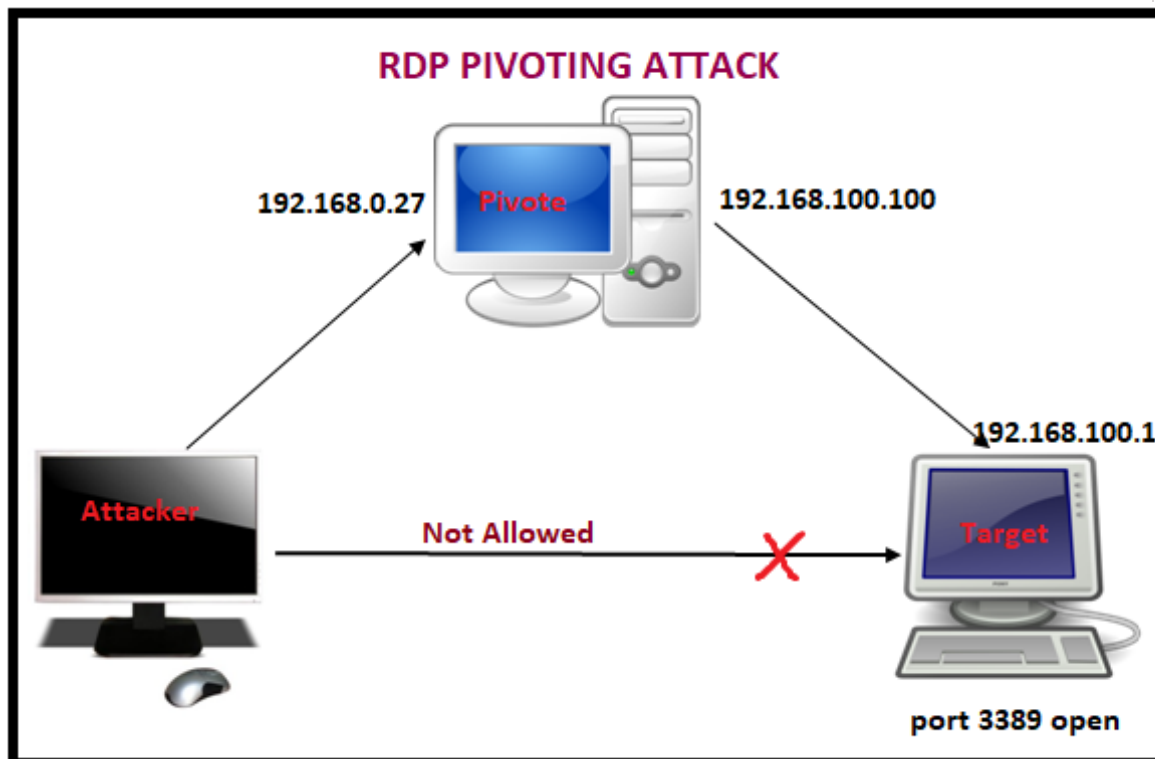 RDP PIVOTING ATTACK
192.168.0.27
Pivote
192.168.100.100
192.168.100.1
Attacker
Not Allowed
Target
port 3389 open